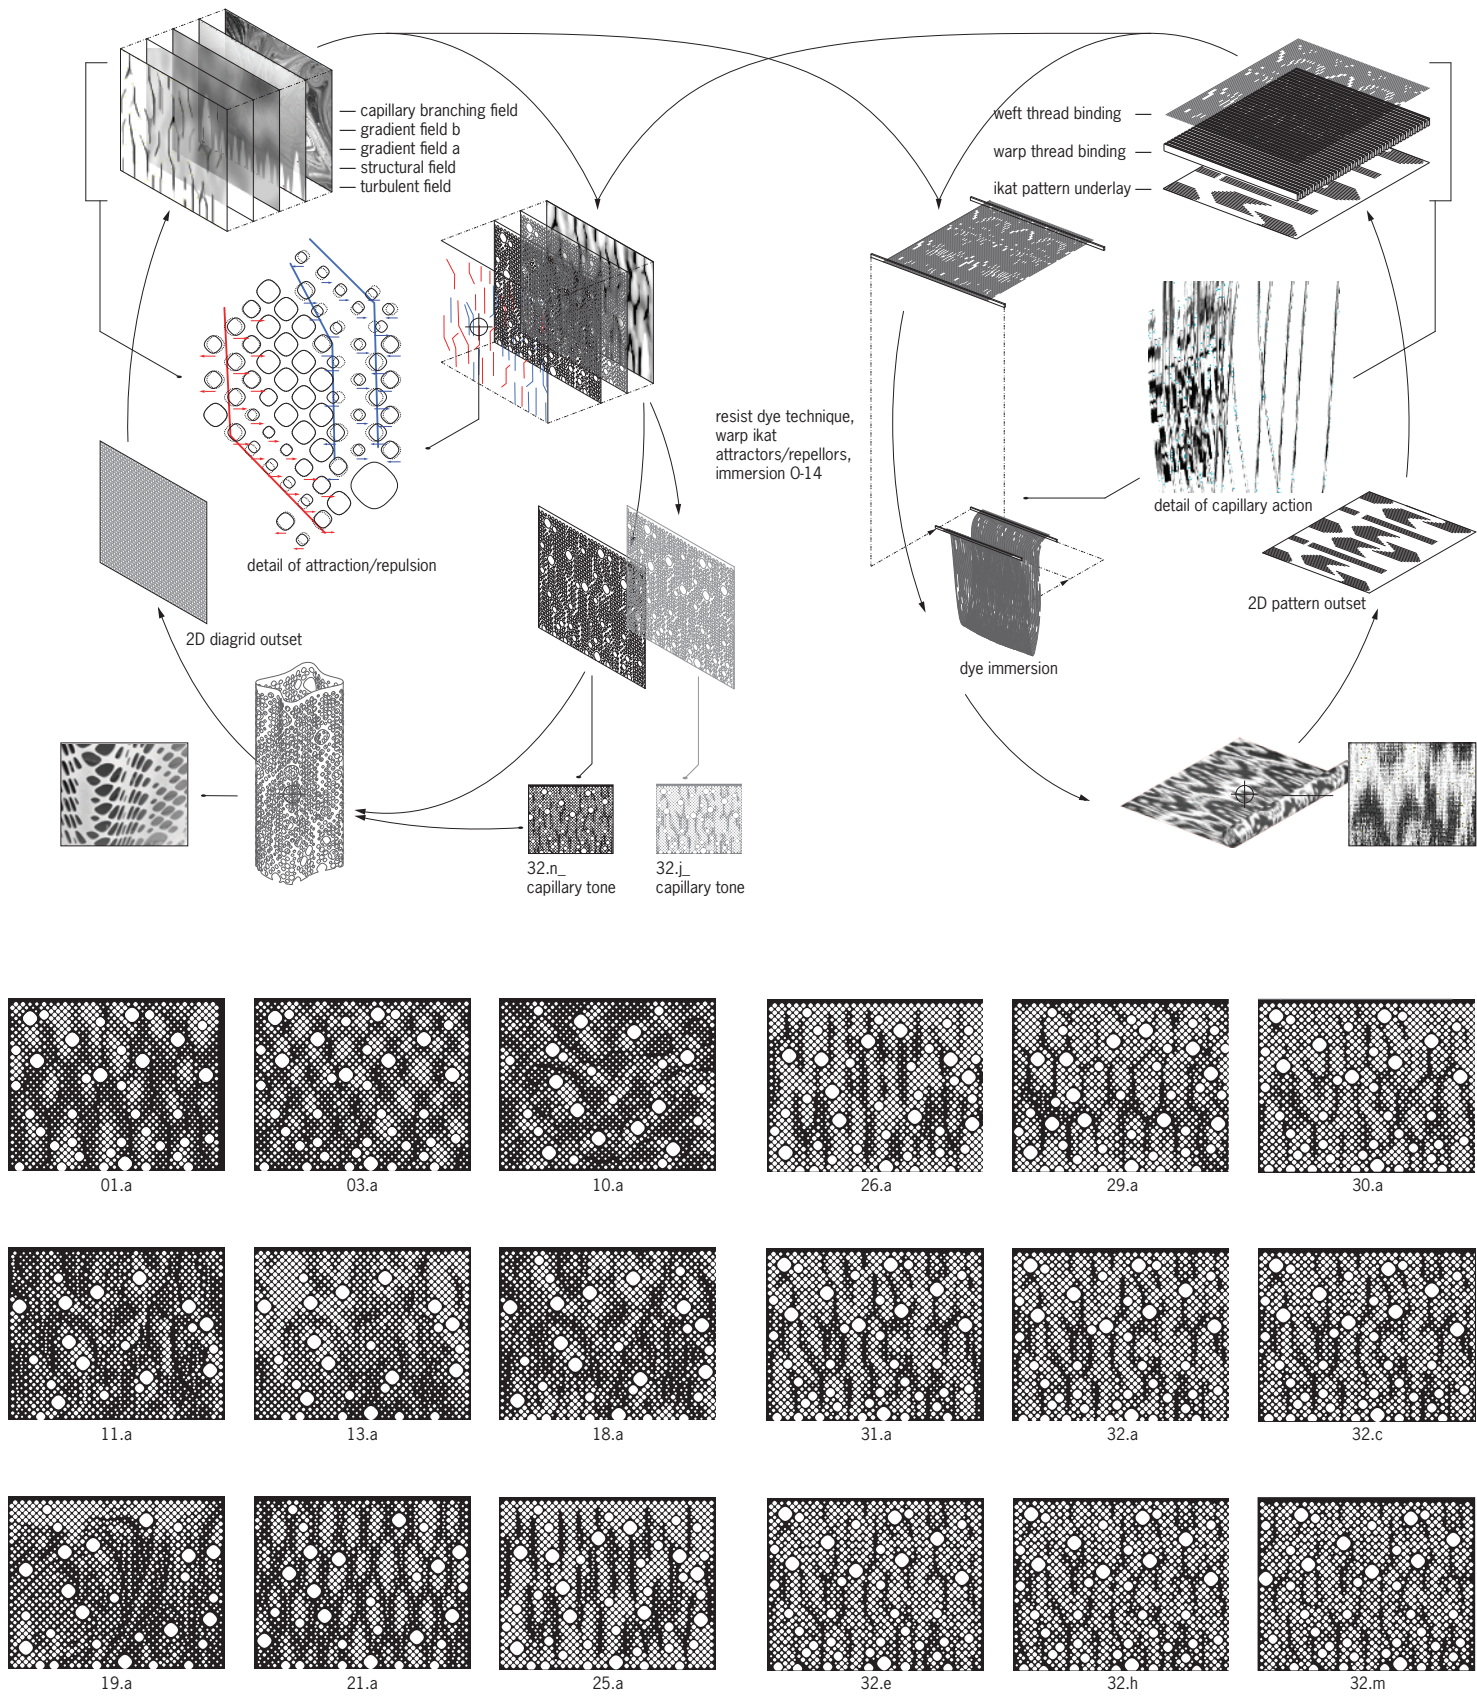 capillary branching field
gradient field b
gradient field a
structural field
turbulent field
weft thread binding
warp thread binding
ikat pattern underlay
resist dye technique,
warp ikat
attractors/repellors,
immersion O-14
detail of capillary action
detail of attraction/repulsion
2D diagrid outset
2D pattern outset
dye immersion
32.n_
capillary tone
32.j_
capillary tone
01.a
03.a
10.a
26.a
29.a
30.a
11.a
13.a
18.a
31.a
32.a
32.c
19.a
21.a
25.a
32.e
32.h
32.m